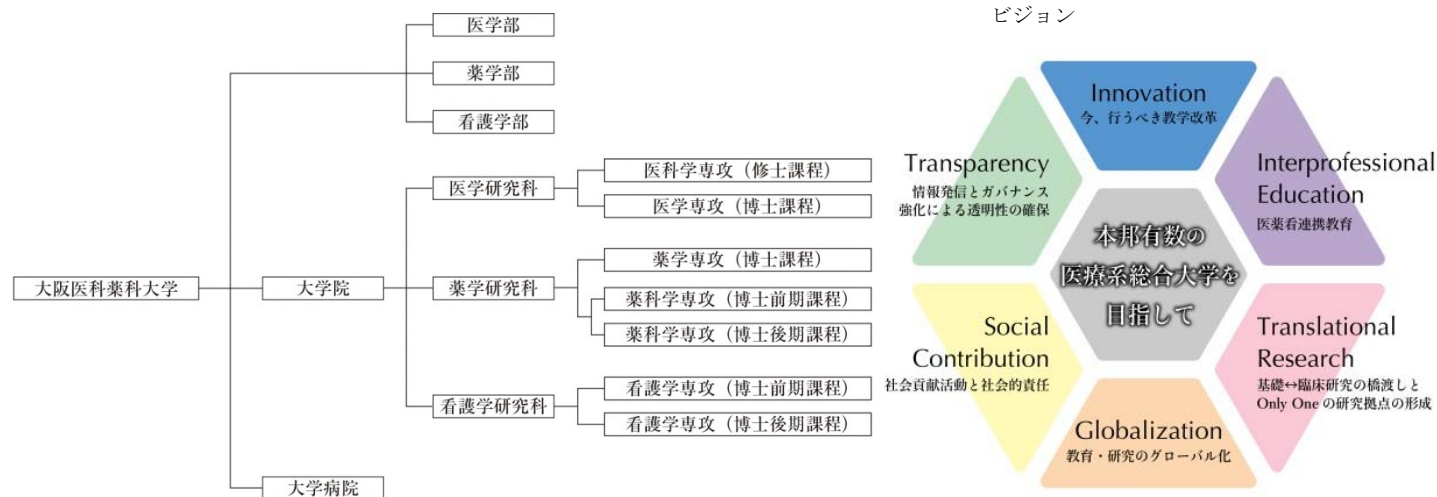 医学部
薬学部
看護学部
医学研究科
医科学専攻（修士課程）
医学専攻（博士課程）
大阪医科薬科大学
大学院
薬学研究科
薬学専攻（博士課程）
薬科学専攻（博士前期課程）
薬科学専攻（博士後期課程）
看護学研究科
看護学専攻（博士前期課程）
看護学専攻（博士後期課程）
大学病院
ビジョン
Innovation
今、行うべき教学改革
Transparency
情報発信とガバナンス
強化による透明性の確保
Interprofessional
Education
医薬看連携教育
本邦有数の
医療系総合大学を
目指して
Social
Contribution
社会貢献活動と社会的責任
Translational
Research
基礎↔臨床研究の橋渡しと
Only One の研究拠点の形成
Globalization
教育・研究のグローバル化